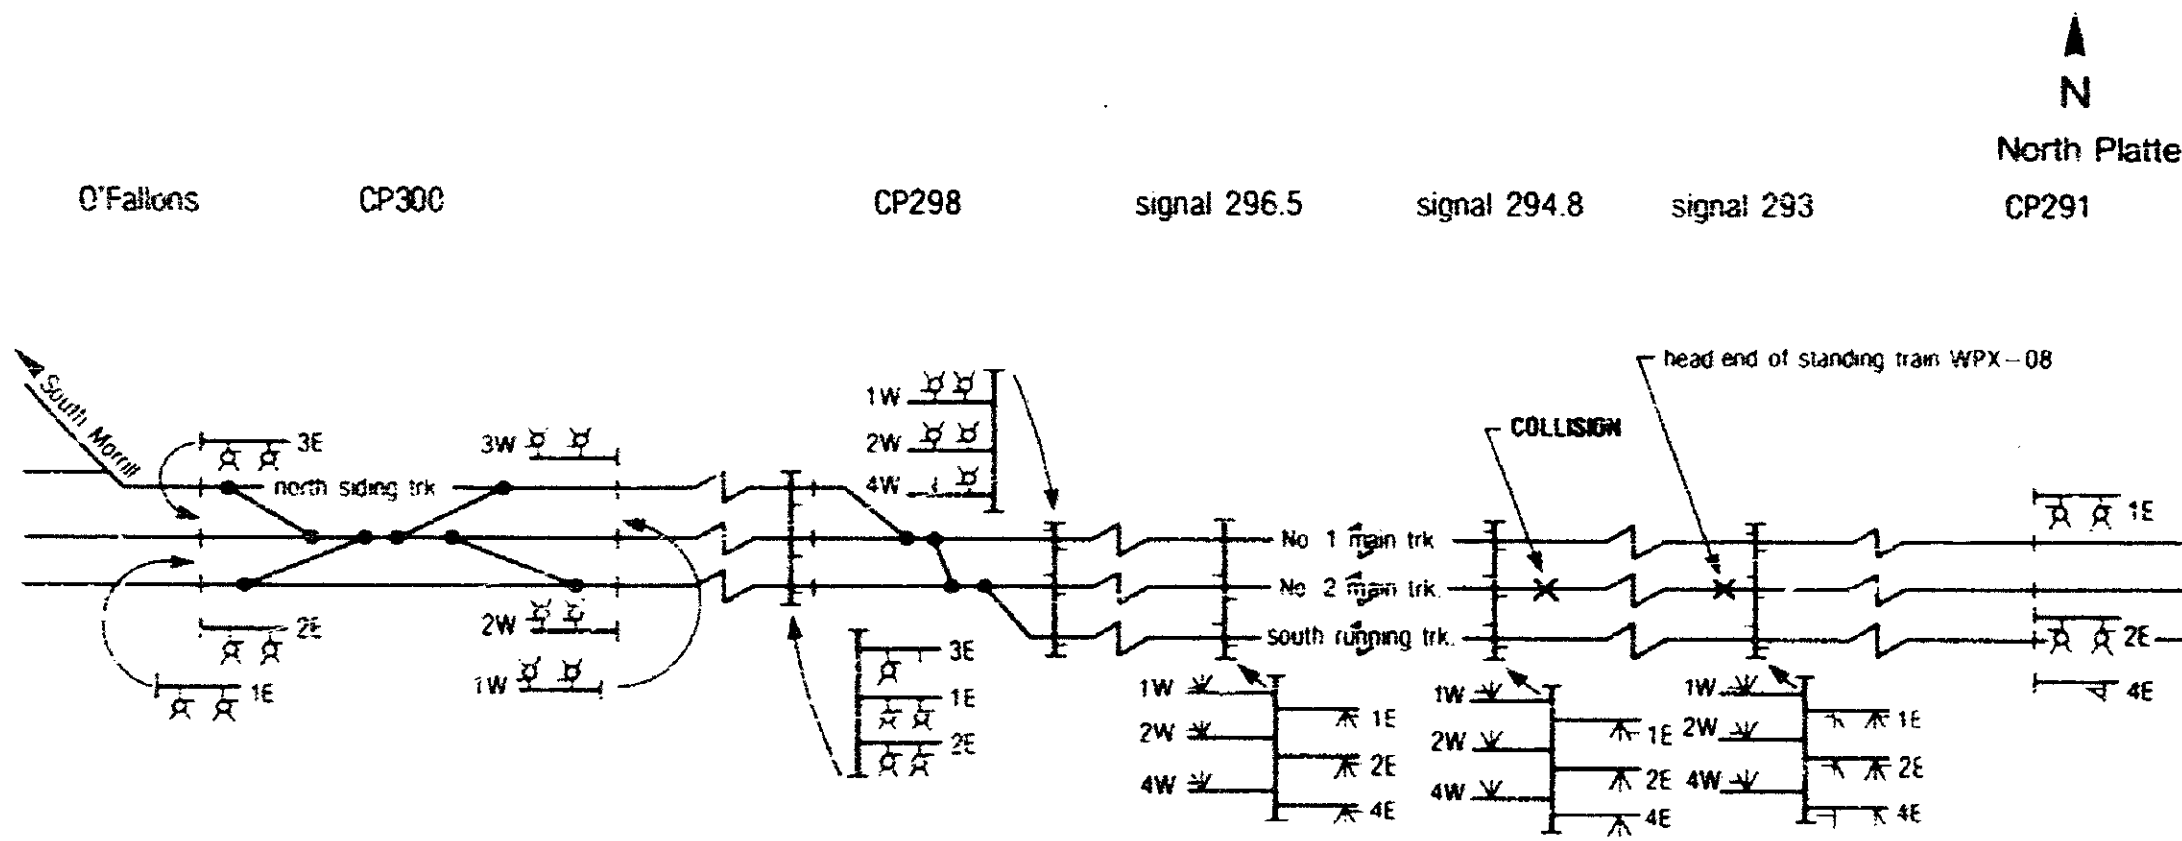 N
North Platte
O'Fallons CP300 CP298 signal 296.5 signal 294.8 signal 293 CP291
head end of standing train WPX-08
South Morrill
COLLISION
1W
2W
4W
3E
3W
north siding trk
2E
1E
2W
1W
No 1 main trk
No 2 main trk.
south running trk.
1E
2E
4E
3E
1E
2E
1W
2W
4W
1E
2E
4E
1W
2W
4W
1E
2E
4E
1W
2W
4W
1E
2E
4E